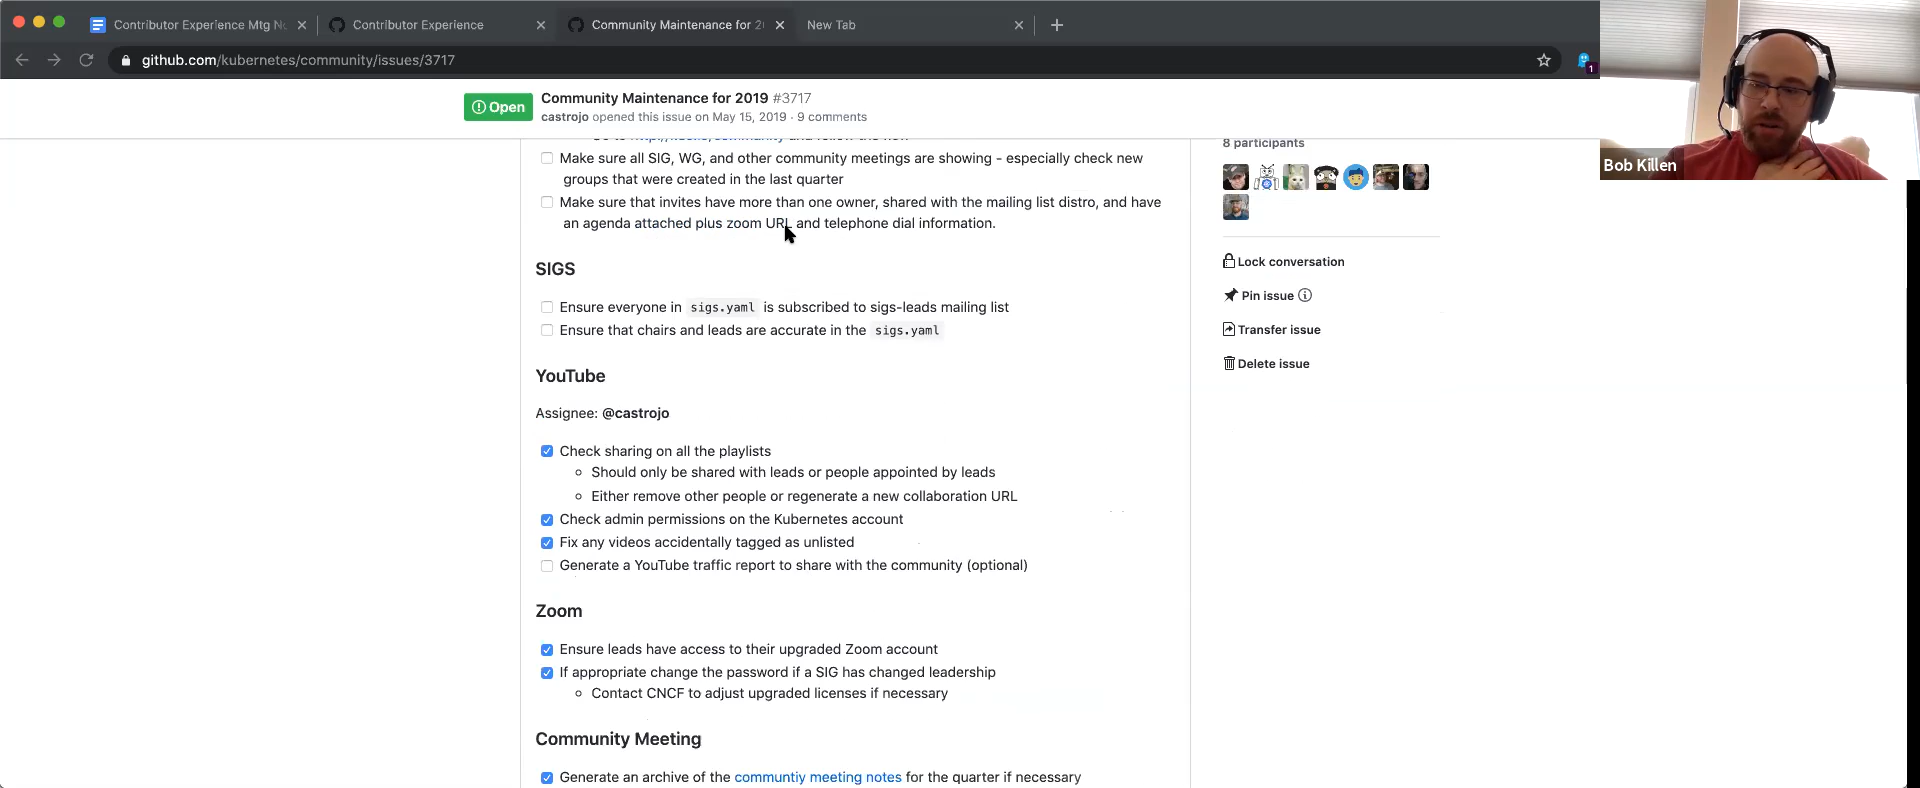 Contributor Experience Mtg No
Contributor Experience
Community Maintenance for 20
New Tab
github.com/kubernetes/community/issues/3717
1
Open
Community Maintenance for 2019 #3717
castrojo opened this issue on May 15, 2019 · 9 comments
Make sure all SIG, WG, and other community meetings are showing - especially check new
groups that were created in the last quarter
Make sure that invites have more than one owner, shared with the mailing list distro, and have
an agenda attached plus zoom URL and telephone dial information.
SIGS
Ensure everyone in sigs.yaml is subscribed to sigs-leads mailing list
Ensure that chairs and leads are accurate in the sigs.yaml
YouTube
Assignee: @castrojo
Check sharing on all the playlists
Should only be shared with leads or people appointed by leads
Either remove other people or regenerate a new collaboration URL
Check admin permissions on the Kubernetes account
Fix any videos accidentally tagged as unlisted
Generate a YouTube traffic report to share with the community (optional)
Zoom
Ensure leads have access to their upgraded Zoom account
If appropriate change the password if a SIG has changed leadership
Contact CNCF to adjust upgraded licenses if necessary
Community Meeting
Generate an archive of the communtiy meeting notes for the quarter if necessary
8 participants
Lock conversation
Pin issue
Transfer issue
Delete issue
Bob Killen